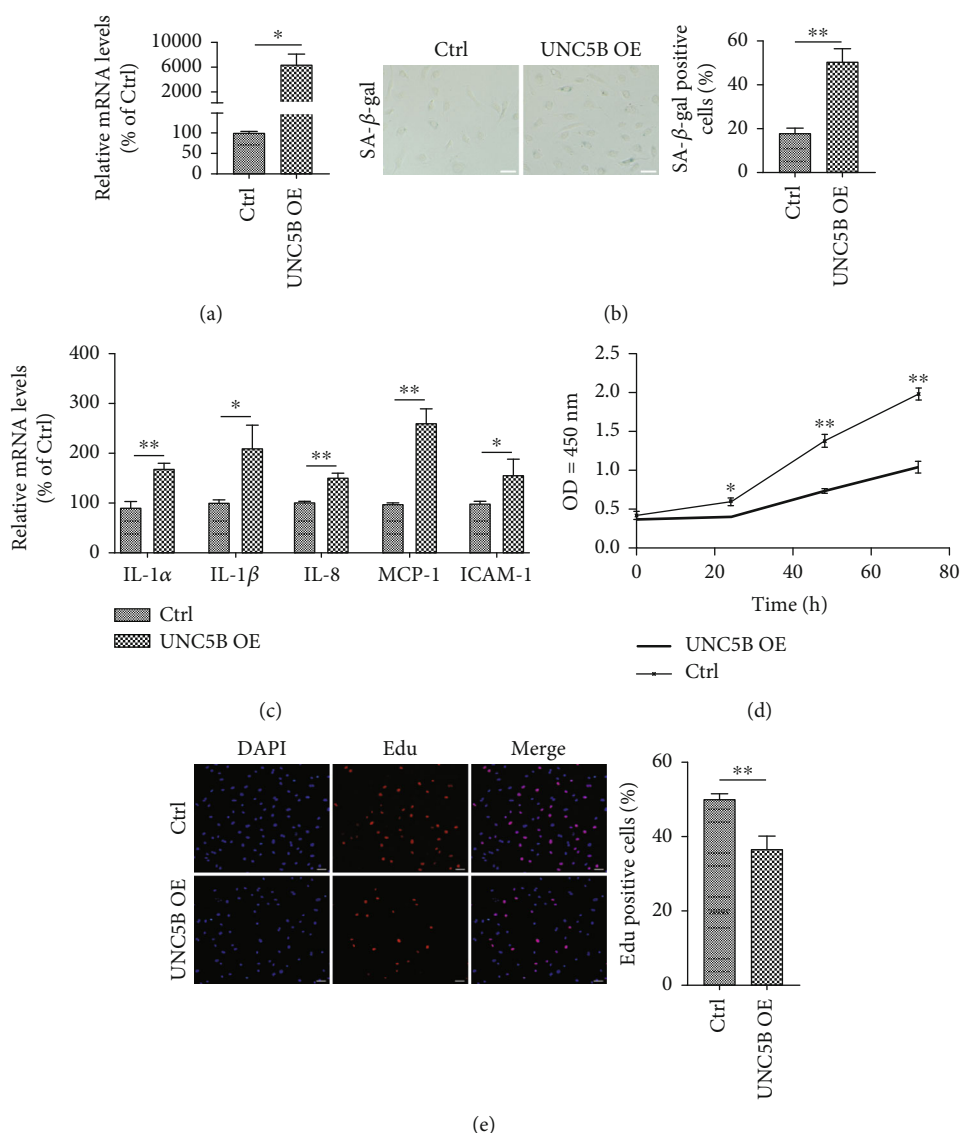 Relative mRNA levels
(% of Ctrl)
10000
6000
2000
100
50
0
*
Ctrl
UNC5B OE
(a)
SA-β-gal
Ctrl
UNC5B OE
SA-β-gal positive
cells (%)
60
40
20
0
**
Ctrl
UNC5B OE
(b)
Relative mRNA levels
(% of Ctrl)
400
300
200
100
0
**
*
**
**
*
IL-1α
IL-1β
IL-8
MCP-1
ICAM-1
Ctrl
UNC5B OE
(c)
OD = 450 nm
2.5
2.0
1.5
1.0
0.5
0.0
*
**
**
0
20
40
60
80
Time (h)
UNC5B OE
Ctrl
(d)
DAPI
Edu
Merge
Ctrl
UNC5B OE
Edu positive cells (%)
60
40
20
0
**
Ctrl
UNC5B OE
(e)